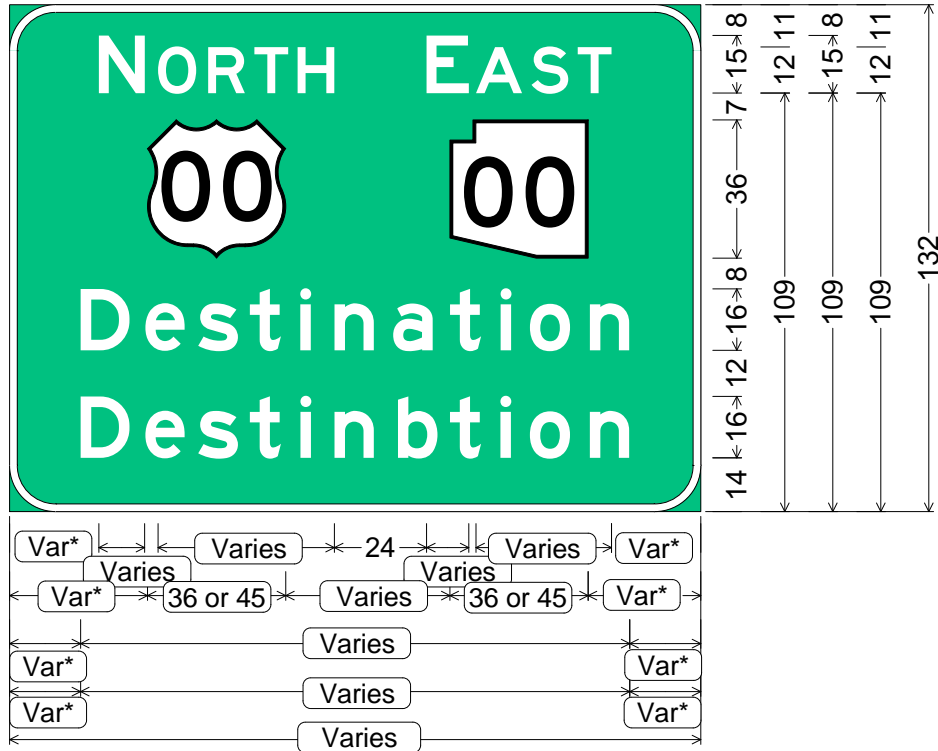 NORTH EAST
00 00
Destination
Destinbtion
8 11 8 11
15 12 15 12
7
36
8
16
12
16
14
109 109 109
132
Var* Varies 24 Varies Var*
Varies Varies
Var* 36 or 45 Varies 36 or 45 Var*
Varies
Var* Var*
Varies
Var* Var*
Varies